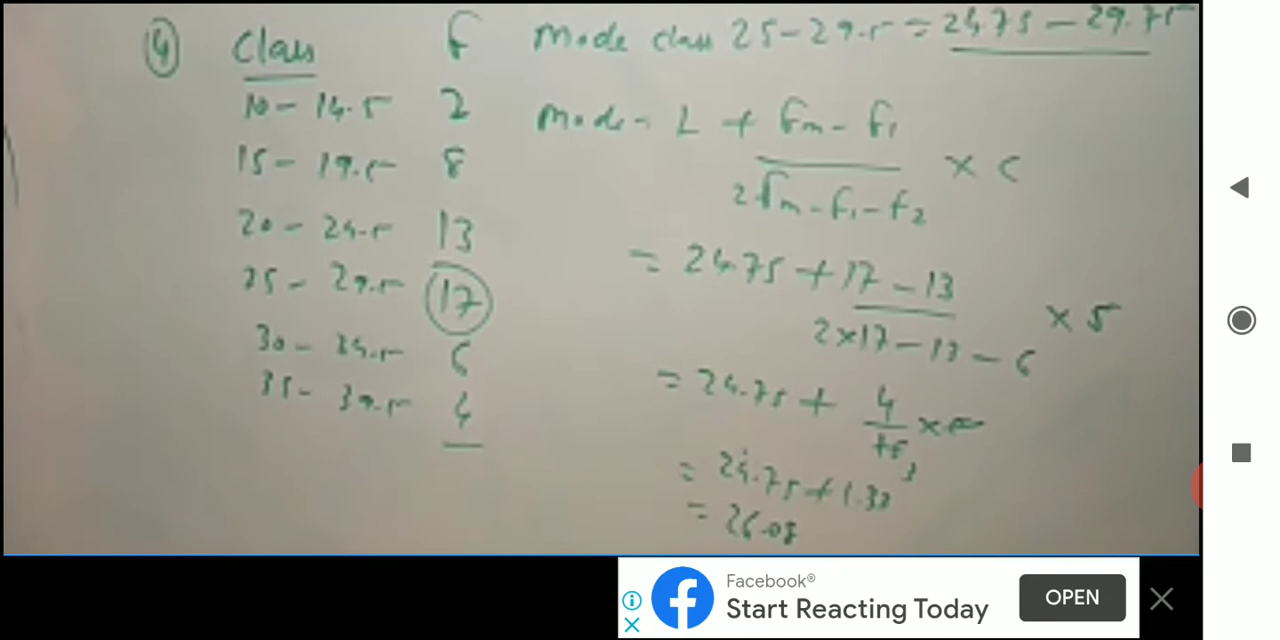 ④ Class f
10 - 14.5 2
15 - 19.5 8
20 - 24.5 13
25 - 29.5 17
30 - 34.5 6
35 - 39.5 4
Mode class 25 - 29.5 = 24.75 - 29.75
Mode = L + fm - f1 / 2fm - f1 - f2 × c
= 24.75 + 17 - 13 / 2×17 - 13 - 6 × 5
= 24.75 + 4 / 15 × 5
3
= 24.75 + 1.33
= 26.08
Facebook®
Start Reacting Today
OPEN